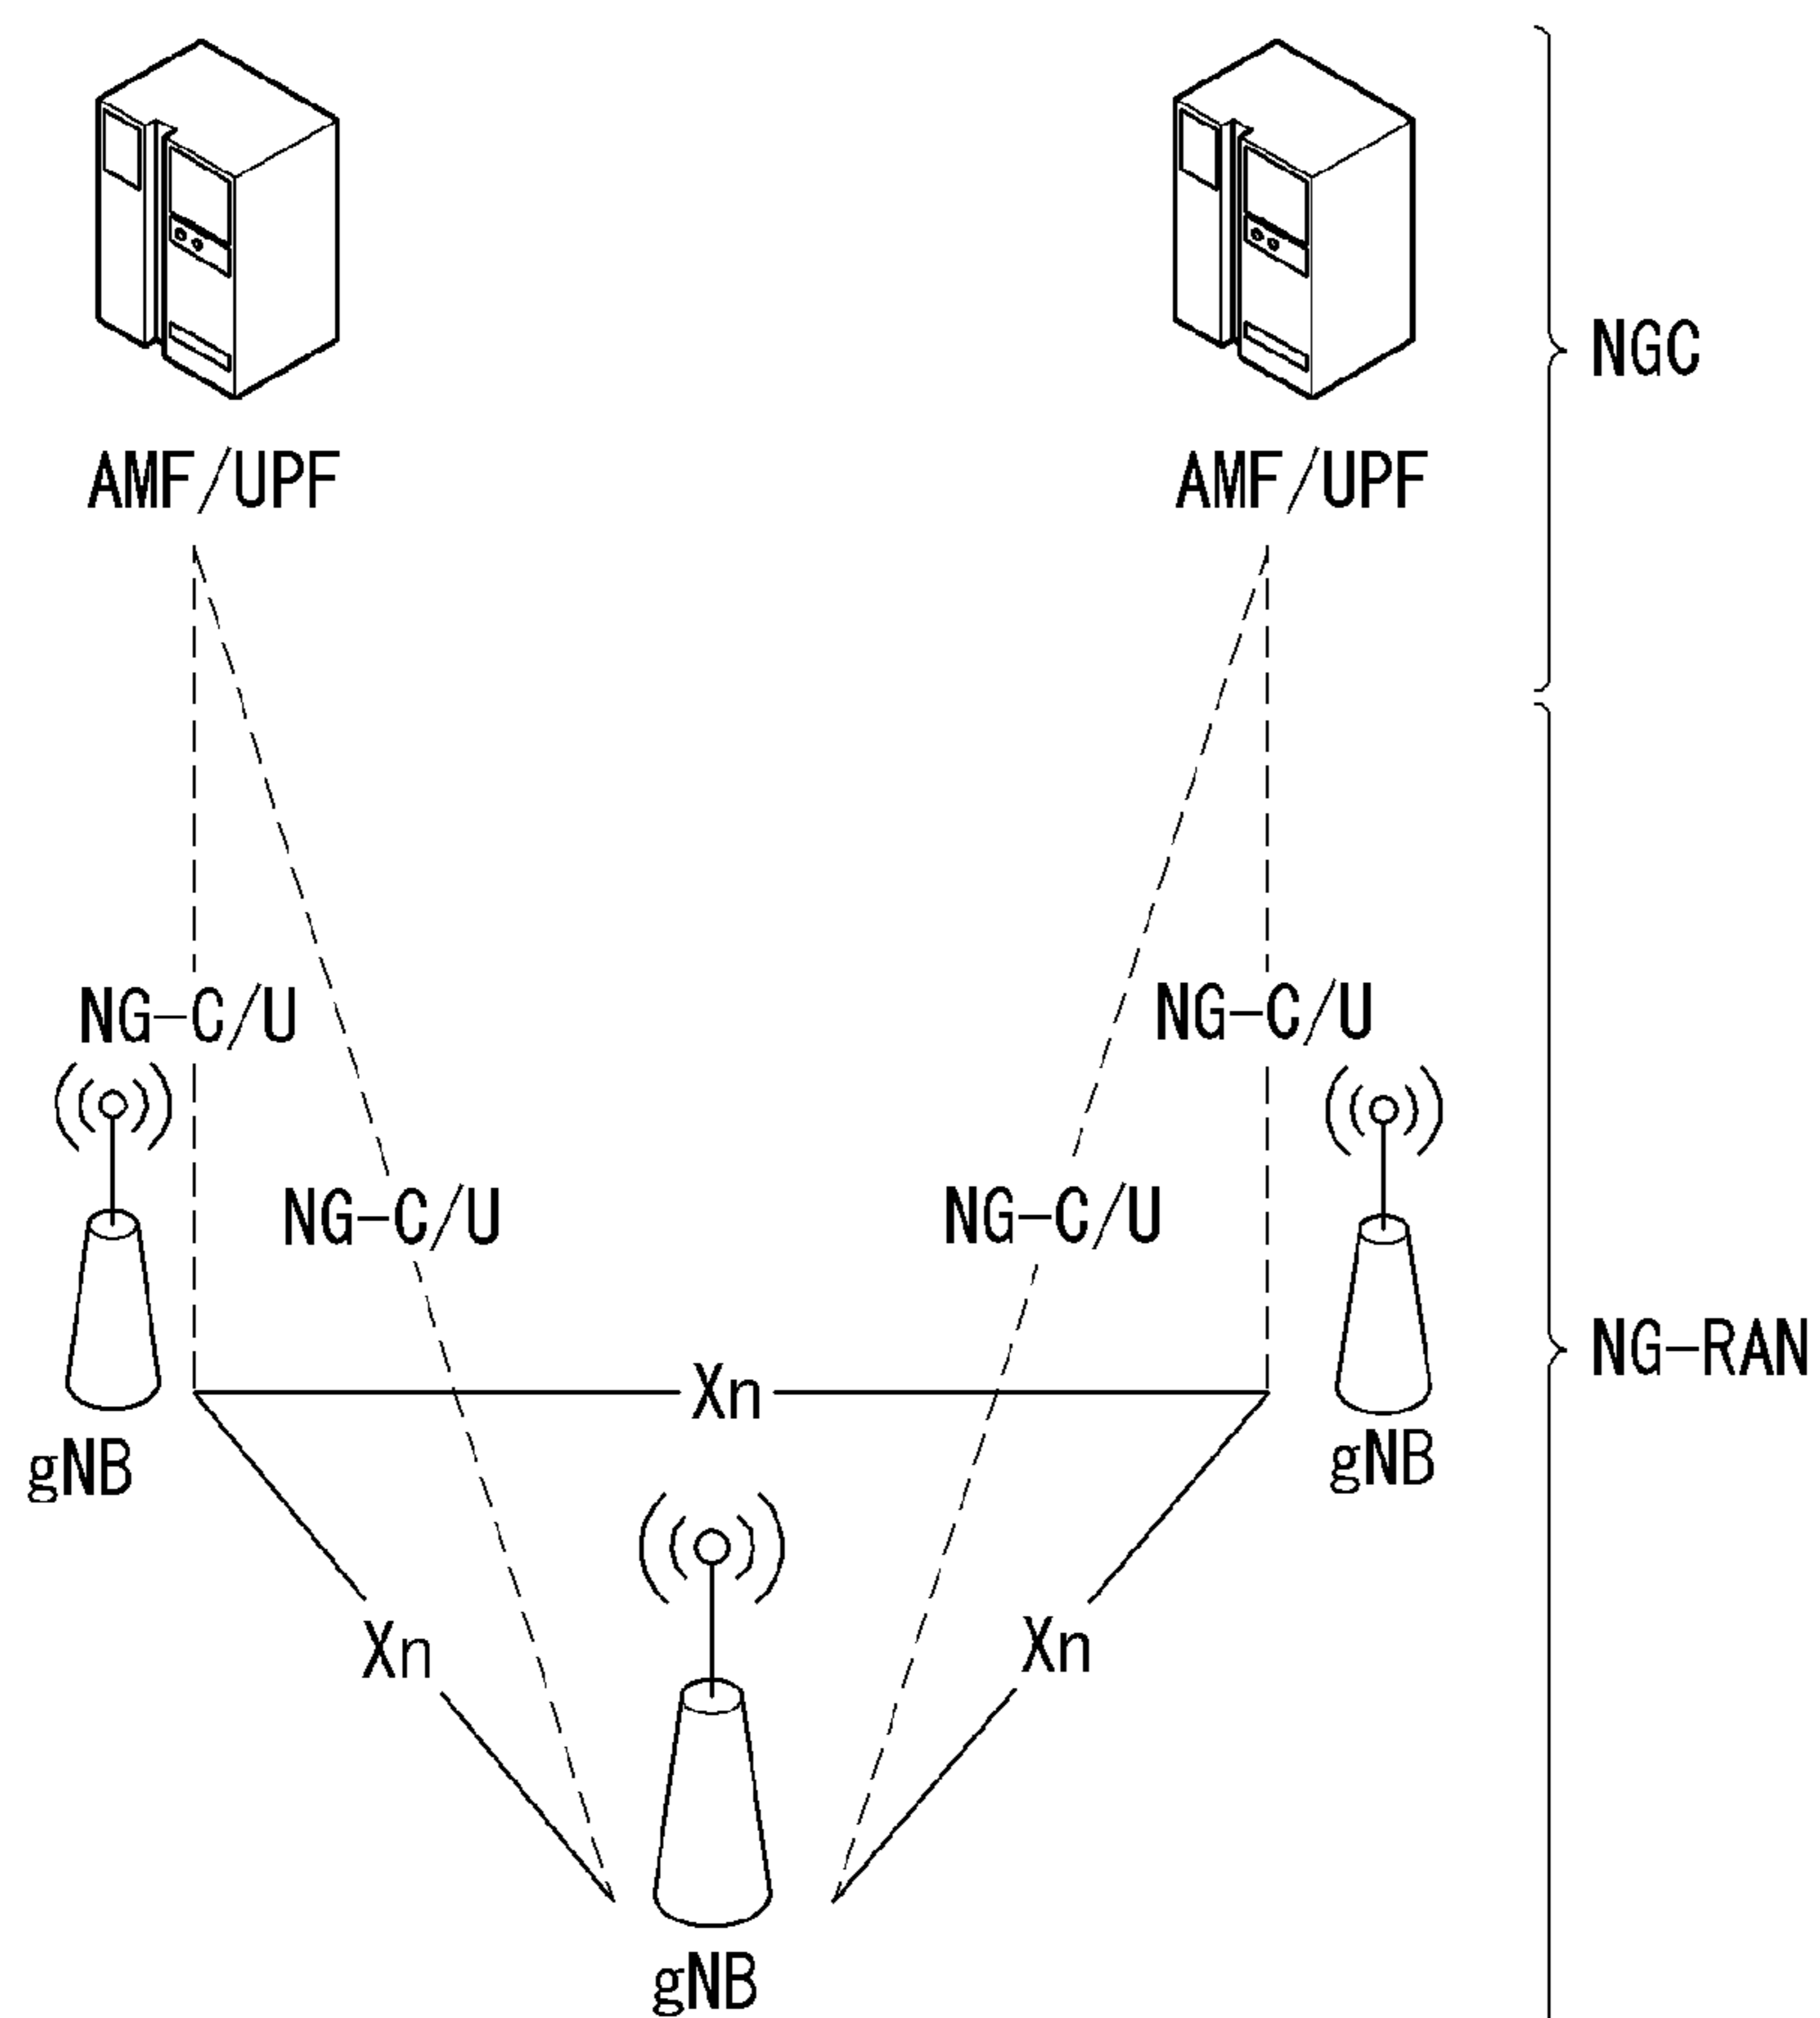 NGC
AMF/UPF
AMF/UPF
NG-C/U
NG-C/U
NG-C/U
NG-C/U
NG-RAN
Xn
gNB
gNB
Xn
Xn
gNB